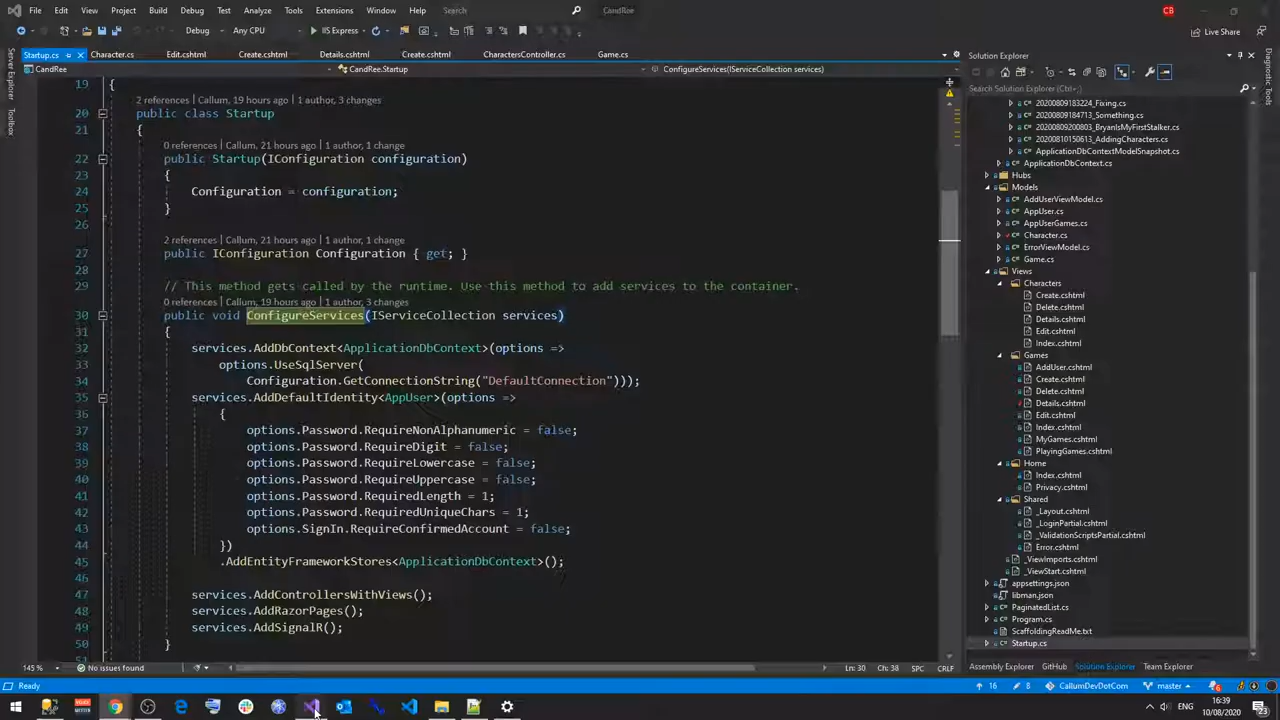 File Edit View Project Build Debug Test Analyze Tools Extensions Window Help Search CandRee CB
Debug Any CPU IIS Express Live Share
Startup.cs Character.cs Edit.cshtml Create.cshtml Details.cshtml Create.cshtml CharactersController.cs Game.cs
CandRee CandRee.Startup ConfigureServices(IServiceCollection services)
Server Explorer
Toolbox
19 {
2 references | Callum, 19 hours ago | 1 author, 3 changes
20 public class Startup
21 {
0 references | Callum, 21 hours ago | 1 author, 1 change
22 public Startup(IConfiguration configuration)
23 {
24 Configuration = configuration;
25 }
26
2 references | Callum, 21 hours ago | 1 author, 1 change
27 public IConfiguration Configuration { get; }
28
29 // This method gets called by the runtime. Use this method to add services to the container.
0 references | Callum, 19 hours ago | 1 author, 3 changes
30 public void ConfigureServices(IServiceCollection services)
31 {
32 services.AddDbContext<ApplicationDbContext>(options =>
33 options.UseSqlServer(
34 Configuration.GetConnectionString("DefaultConnection")));
35 services.AddDefaultIdentity<AppUser>(options =>
36 {
37 options.Password.RequireNonAlphanumeric = false;
38 options.Password.RequireDigit = false;
39 options.Password.RequireLowercase = false;
40 options.Password.RequireUppercase = false;
41 options.Password.RequiredLength = 1;
42 options.Password.RequiredUniqueChars = 1;
43 options.SignIn.RequireConfirmedAccount = false;
44 })
45 .AddEntityFrameworkStores<ApplicationDbContext>();
46
47 services.AddControllersWithViews();
48 services.AddRazorPages();
49 services.AddSignalR();
50 }
145 % No issues found Ln: 30 Ch: 38 SPC CRLF
Solution Explorer
Search Solution Explorer (Ctrl+;)
20200809183224_Fixing.cs
20200809184713_Something.cs
20200809200803_BryanIsMyFirstStalker.cs
20200810150613_AddingCharacters.cs
ApplicationDbContextModelSnapshot.cs
ApplicationDbContext.cs
Hubs
Models
AddUserViewModel.cs
AppUser.cs
AppUserGames.cs
Character.cs
ErrorViewModel.cs
Game.cs
Views
Characters
Create.cshtml
Delete.cshtml
Details.cshtml
Edit.cshtml
Index.cshtml
Games
AddUser.cshtml
Create.cshtml
Delete.cshtml
Details.cshtml
Edit.cshtml
Index.cshtml
MyGames.cshtml
PlayingGames.cshtml
Home
Index.cshtml
Privacy.cshtml
Shared
_Layout.cshtml
_LoginPartial.cshtml
_ValidationScriptsPartial.cshtml
Error.cshtml
_ViewImports.cshtml
_ViewStart.cshtml
appsettings.json
libman.json
PaginatedList.cs
Program.cs
ScaffoldingReadMe.txt
Startup.cs
Assembly Explorer GitHub Solution Explorer Team Explorer
Diagnostic Tools
Ready 16 8 CallumDevDotCom master
16:39
10/08/2020